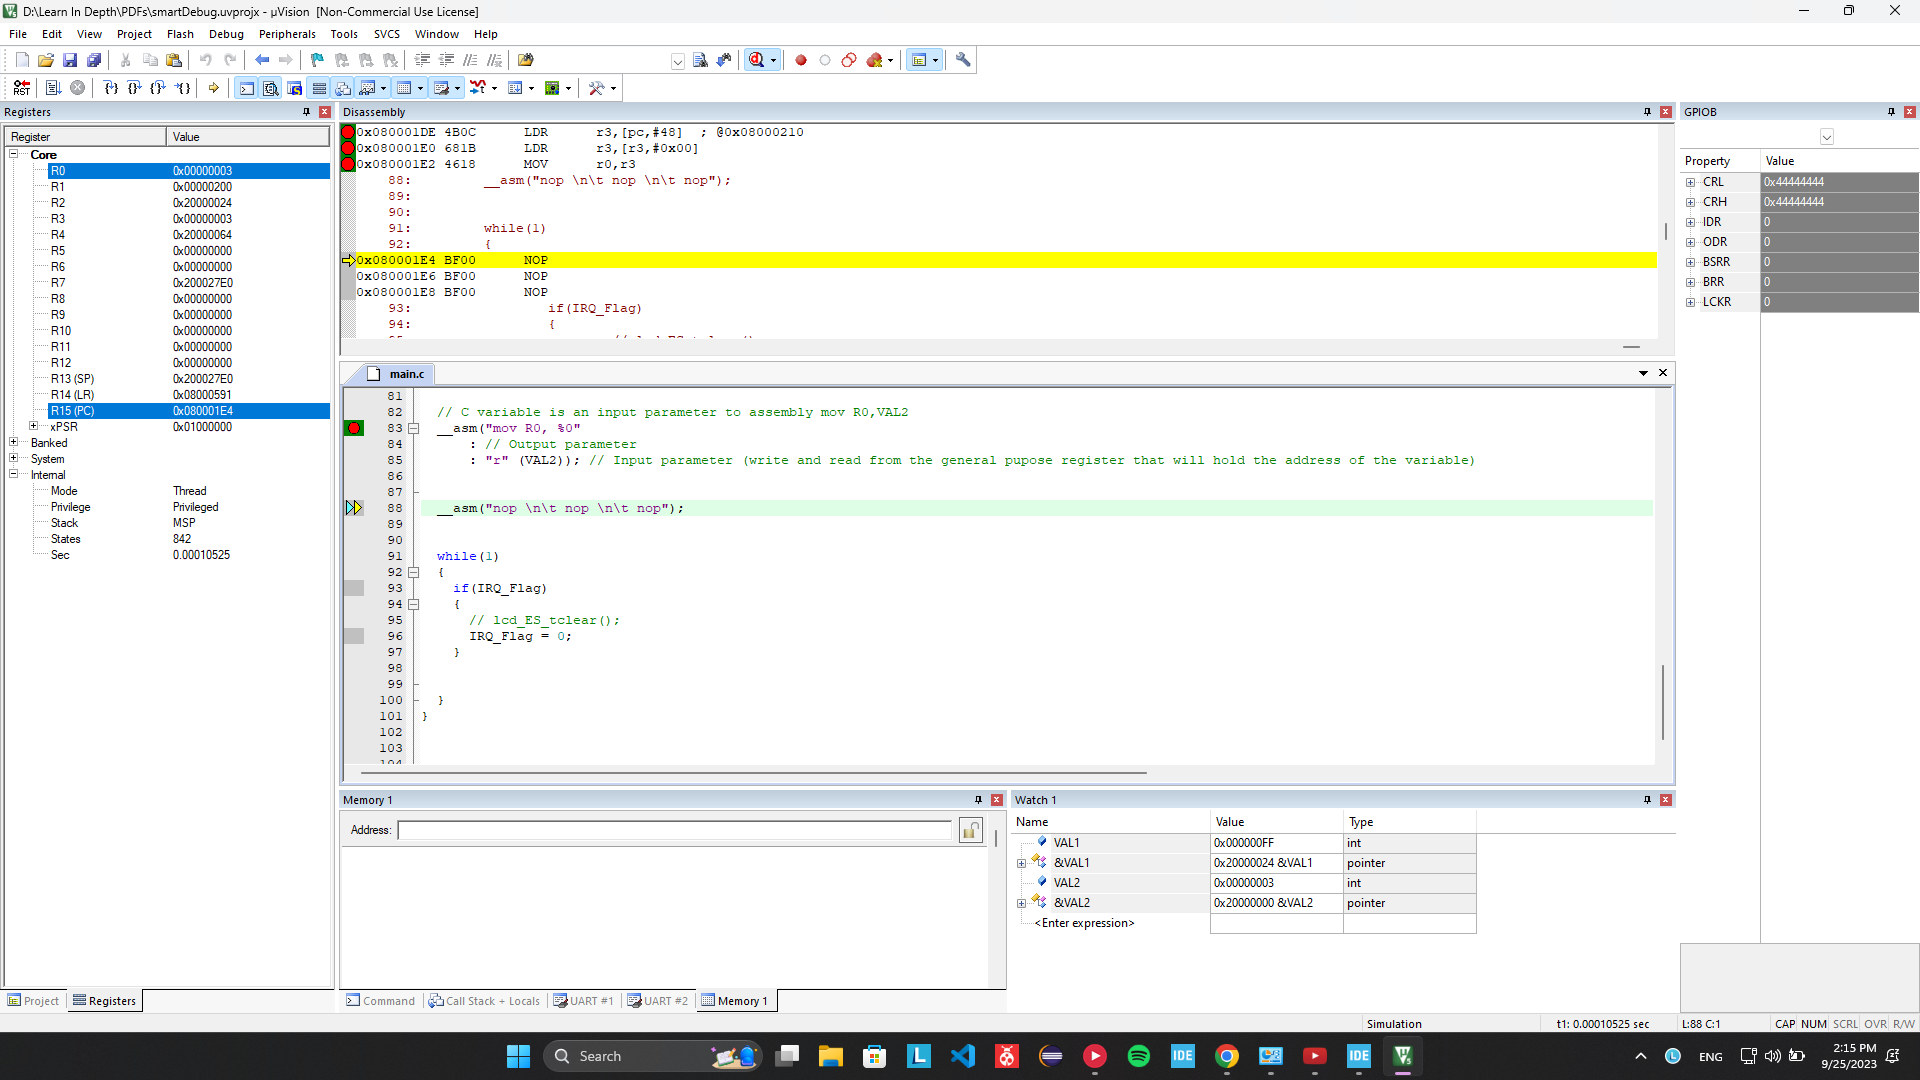 D:\Learn In Depth\PDFs\smartDebug.uvprojx - µVision [Non-Commercial Use License]
File Edit View Project Flash Debug Peripherals Tools SVCS Window Help
Registers
Register Value
Core
R0 0x00000003
R1 0x00000200
R2 0x20000024
R3 0x00000003
R4 0x20000064
R5 0x00000000
R6 0x00000000
R7 0x200027E0
R8 0x00000000
R9 0x00000000
R10 0x00000000
R11 0x00000000
R12 0x00000000
R13 (SP) 0x200027E0
R14 (LR) 0x08000591
R15 (PC) 0x080001E4
xPSR 0x01000000
Banked
System
Internal
Mode Thread
Privilege Privileged
Stack MSP
States 842
Sec 0.00010525
Project Registers
Disassembly
0x080001DE 4B0C LDR r3,[pc,#48] ; @0x08000210
0x080001E0 681B LDR r3,[r3,#0x00]
0x080001E2 4618 MOV r0,r3
88: __asm("nop \n\t nop \n\t nop");
89:
90:
91: while(1)
92: {
0x080001E4 BF00 NOP
0x080001E6 BF00 NOP
0x080001E8 BF00 NOP
93: if(IRQ_Flag)
94: {
main.c
81
82 // C variable is an input parameter to assembly mov R0,VAL2
83 __asm("mov R0, %0"
84 : // Output parameter
85 : "r" (VAL2)); // Input parameter (write and read from the general pupose register that will hold the address of the variable)
86
87
88 __asm("nop \n\t nop \n\t nop");
89
90
91 while(1)
92 {
93 if(IRQ_Flag)
94 {
95 // lcd_ES_tclear();
96 IRQ_Flag = 0;
97 }
98
99
100 }
101 }
102
103
104
Memory 1
Address:
Command Call Stack + Locals UART #1 UART #2 Memory 1
Watch 1
Name Value Type
VAL1 0x000000FF int
&VAL1 0x20000024 &VAL1 pointer
VAL2 0x00000003 int
&VAL2 0x20000000 &VAL2 pointer
<Enter expression>
GPIOB
Property Value
CRL 0x44444444
CRH 0x44444444
IDR 0
ODR 0
BSRR 0
BRR 0
LCKR 0
Simulation t1: 0.00010525 sec L:88 C:1 CAP NUM SCRL OVR R/W
Search
ENG
2:15 PM
9/25/2023